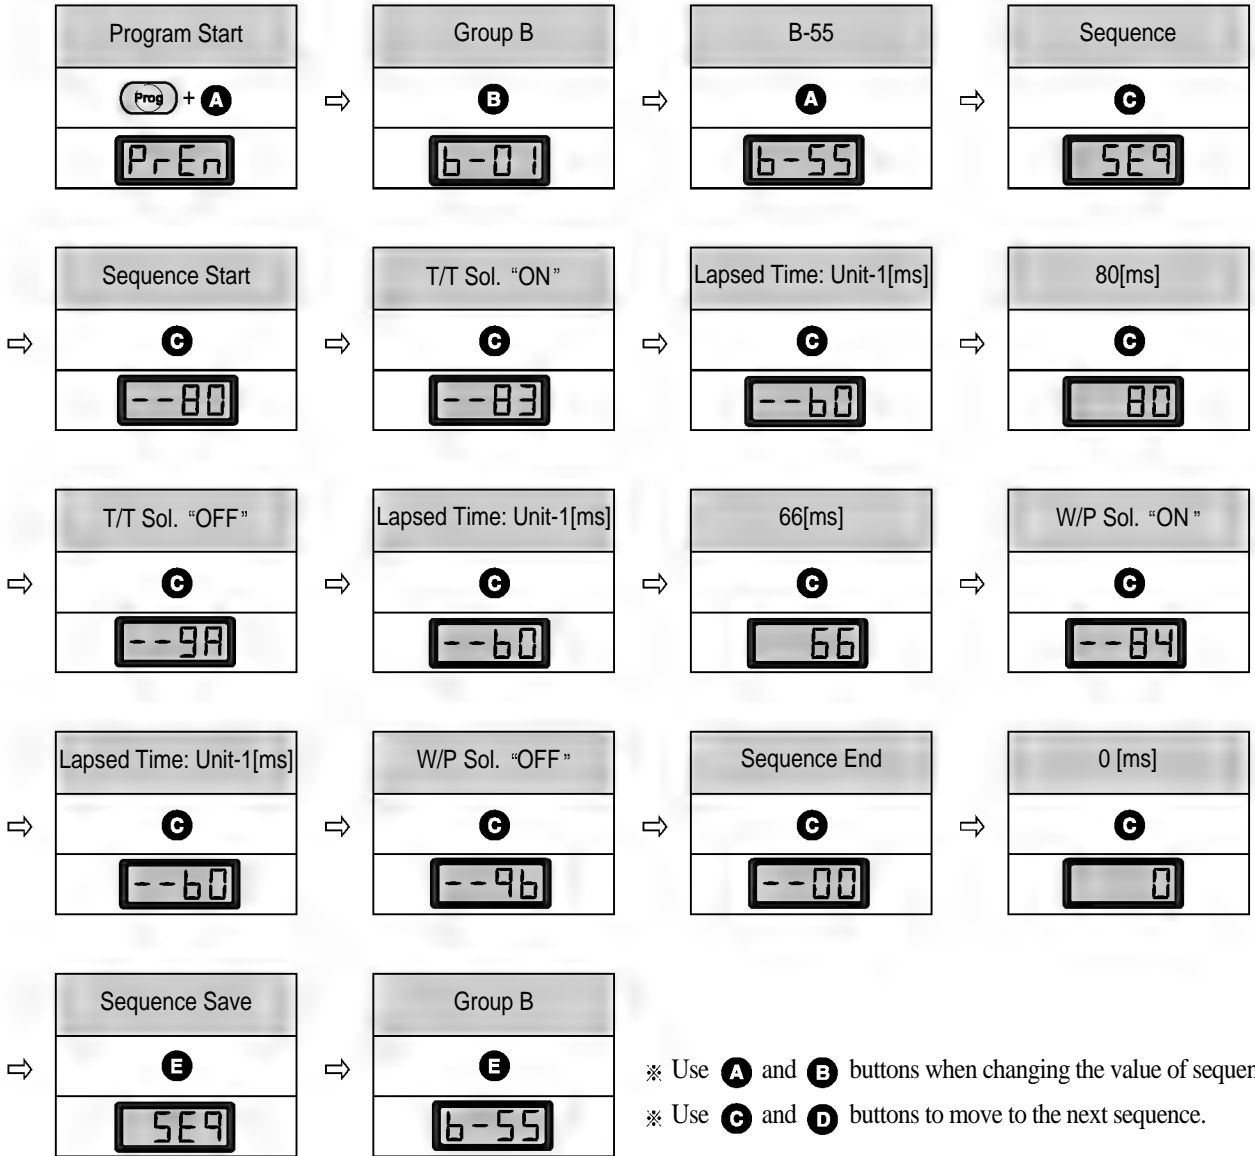 Program Start
Group B
B-55
Sequence
Prog + A
B
A
C
PrEn
b-01
b-55
SEq
Sequence Start
T/T Sol. “ON”
Lapsed Time: Unit-1[ms]
80[ms]
C
C
C
C
--80
--83
--b0
80
T/T Sol. “OFF”
Lapsed Time: Unit-1[ms]
66[ms]
W/P Sol. “ON”
C
C
C
C
--9A
--b0
66
--84
Lapsed Time: Unit-1[ms]
W/P Sol. “OFF”
Sequence End
0 [ms]
C
C
C
C
--b0
--9b
--00
0
Sequence Save
Group B
E
E
SEq
b-55
※ Use A and B buttons when changing the value of sequen
※ Use C and D buttons to move to the next sequence.